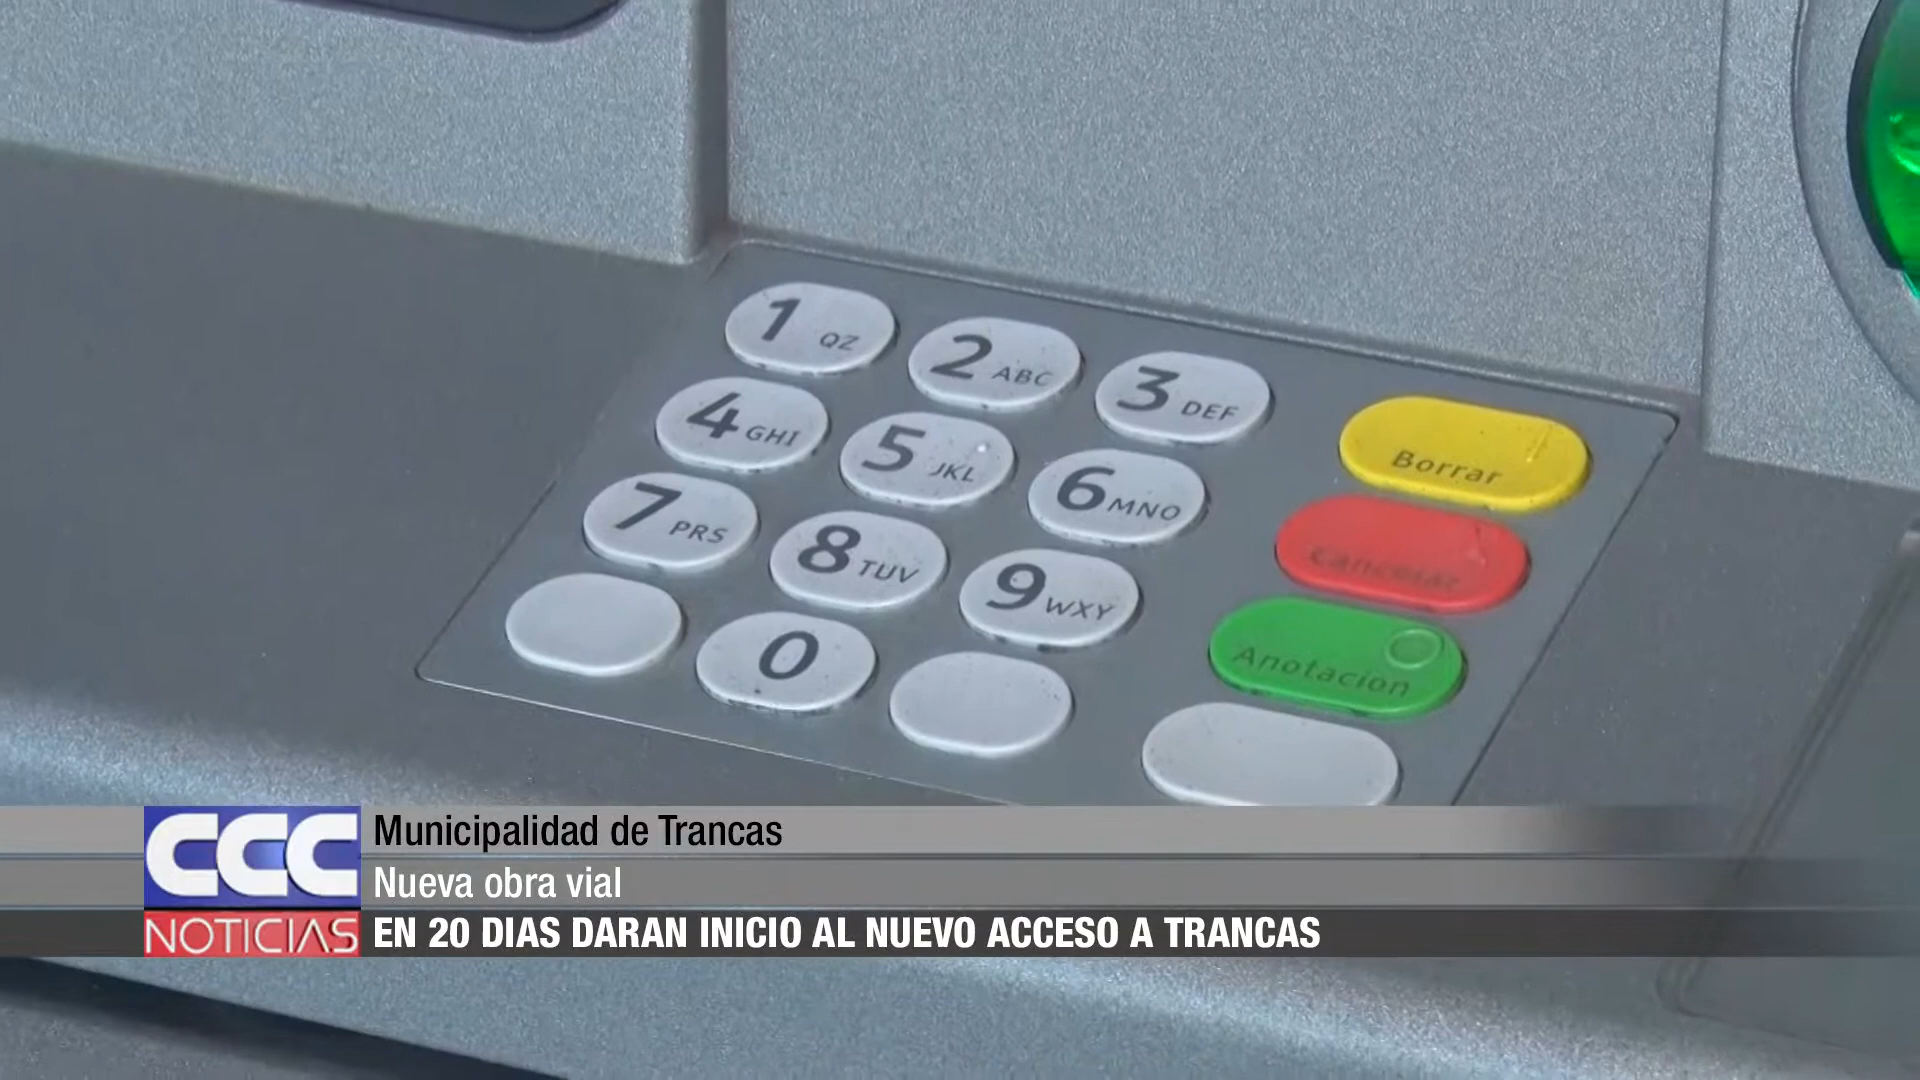 1 QZ
2 ABC
3 DEF
Borrar
4 GHI
5 JKL
6 MNO
Cancelar
7 PRS
8 TUV
9 WXY
Anotacion
0
CCC
NOTICIAS
Municipalidad de Trancas
Nueva obra vial
EN 20 DIAS DARAN INICIO AL NUEVO ACCESO A TRANCAS